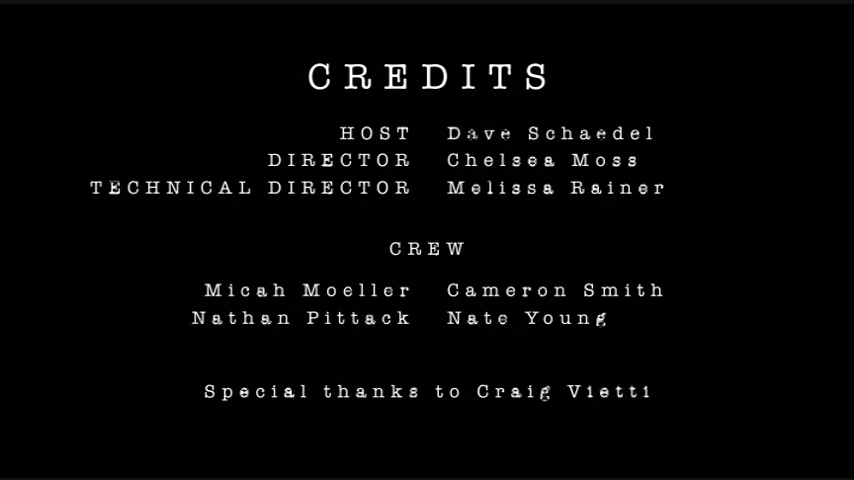 CREDITS
HOST Dave Schaedel
DIRECTOR Chelsea Moss
TECHNICAL DIRECTOR Melissa Rainer
CREW
Micah Moeller Cameron Smith
Nathan Pittack Nate Young
Special thanks to Craig Vietti